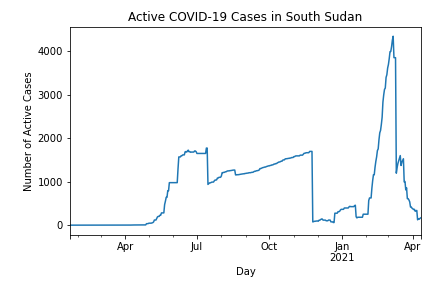 Active COVID-19 Cases in South Sudan
Number of Active Cases
4000
3000
2000
1000
0
Apr
Jul
Oct
Jan
2021
Apr
Day